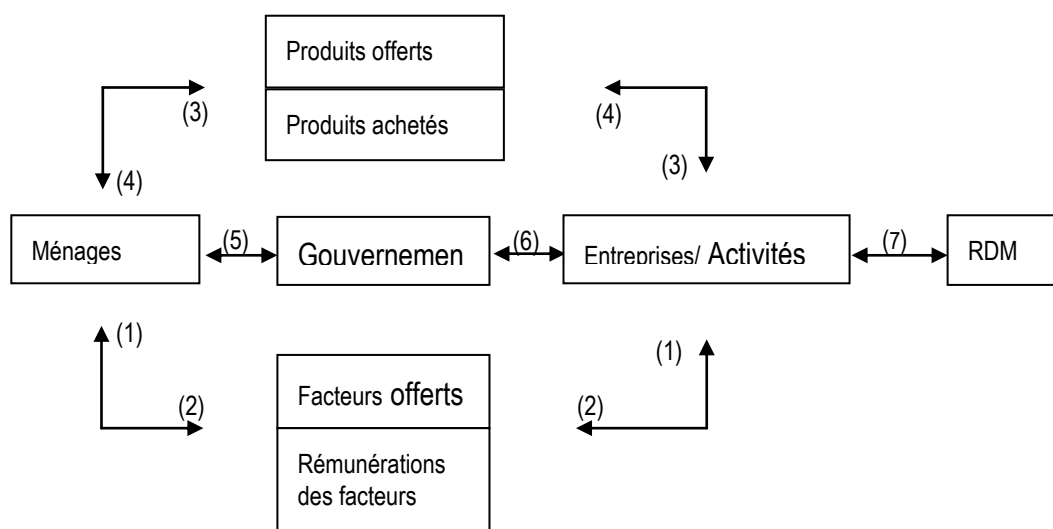 Produits offerts
(3)
(4)
Produits achetés
(4)
(3)
Ménages
(5)
Gouvernemen
(6)
Entreprises/ Activités
(7)
RDM
(1)
(1)
(2)
Facteurs offerts
(2)
Rémunérations
des facteurs